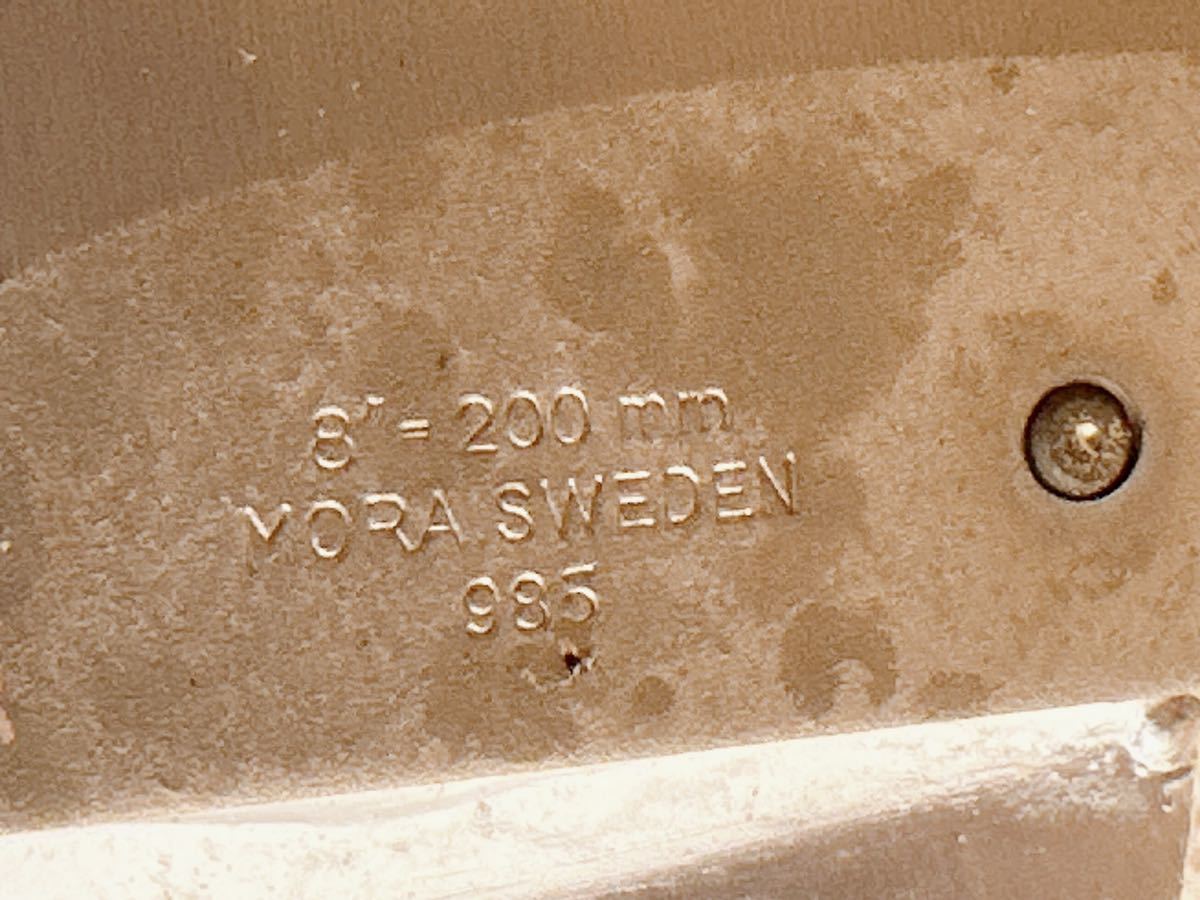 8" = 200 mm
MORA SWEDEN
985